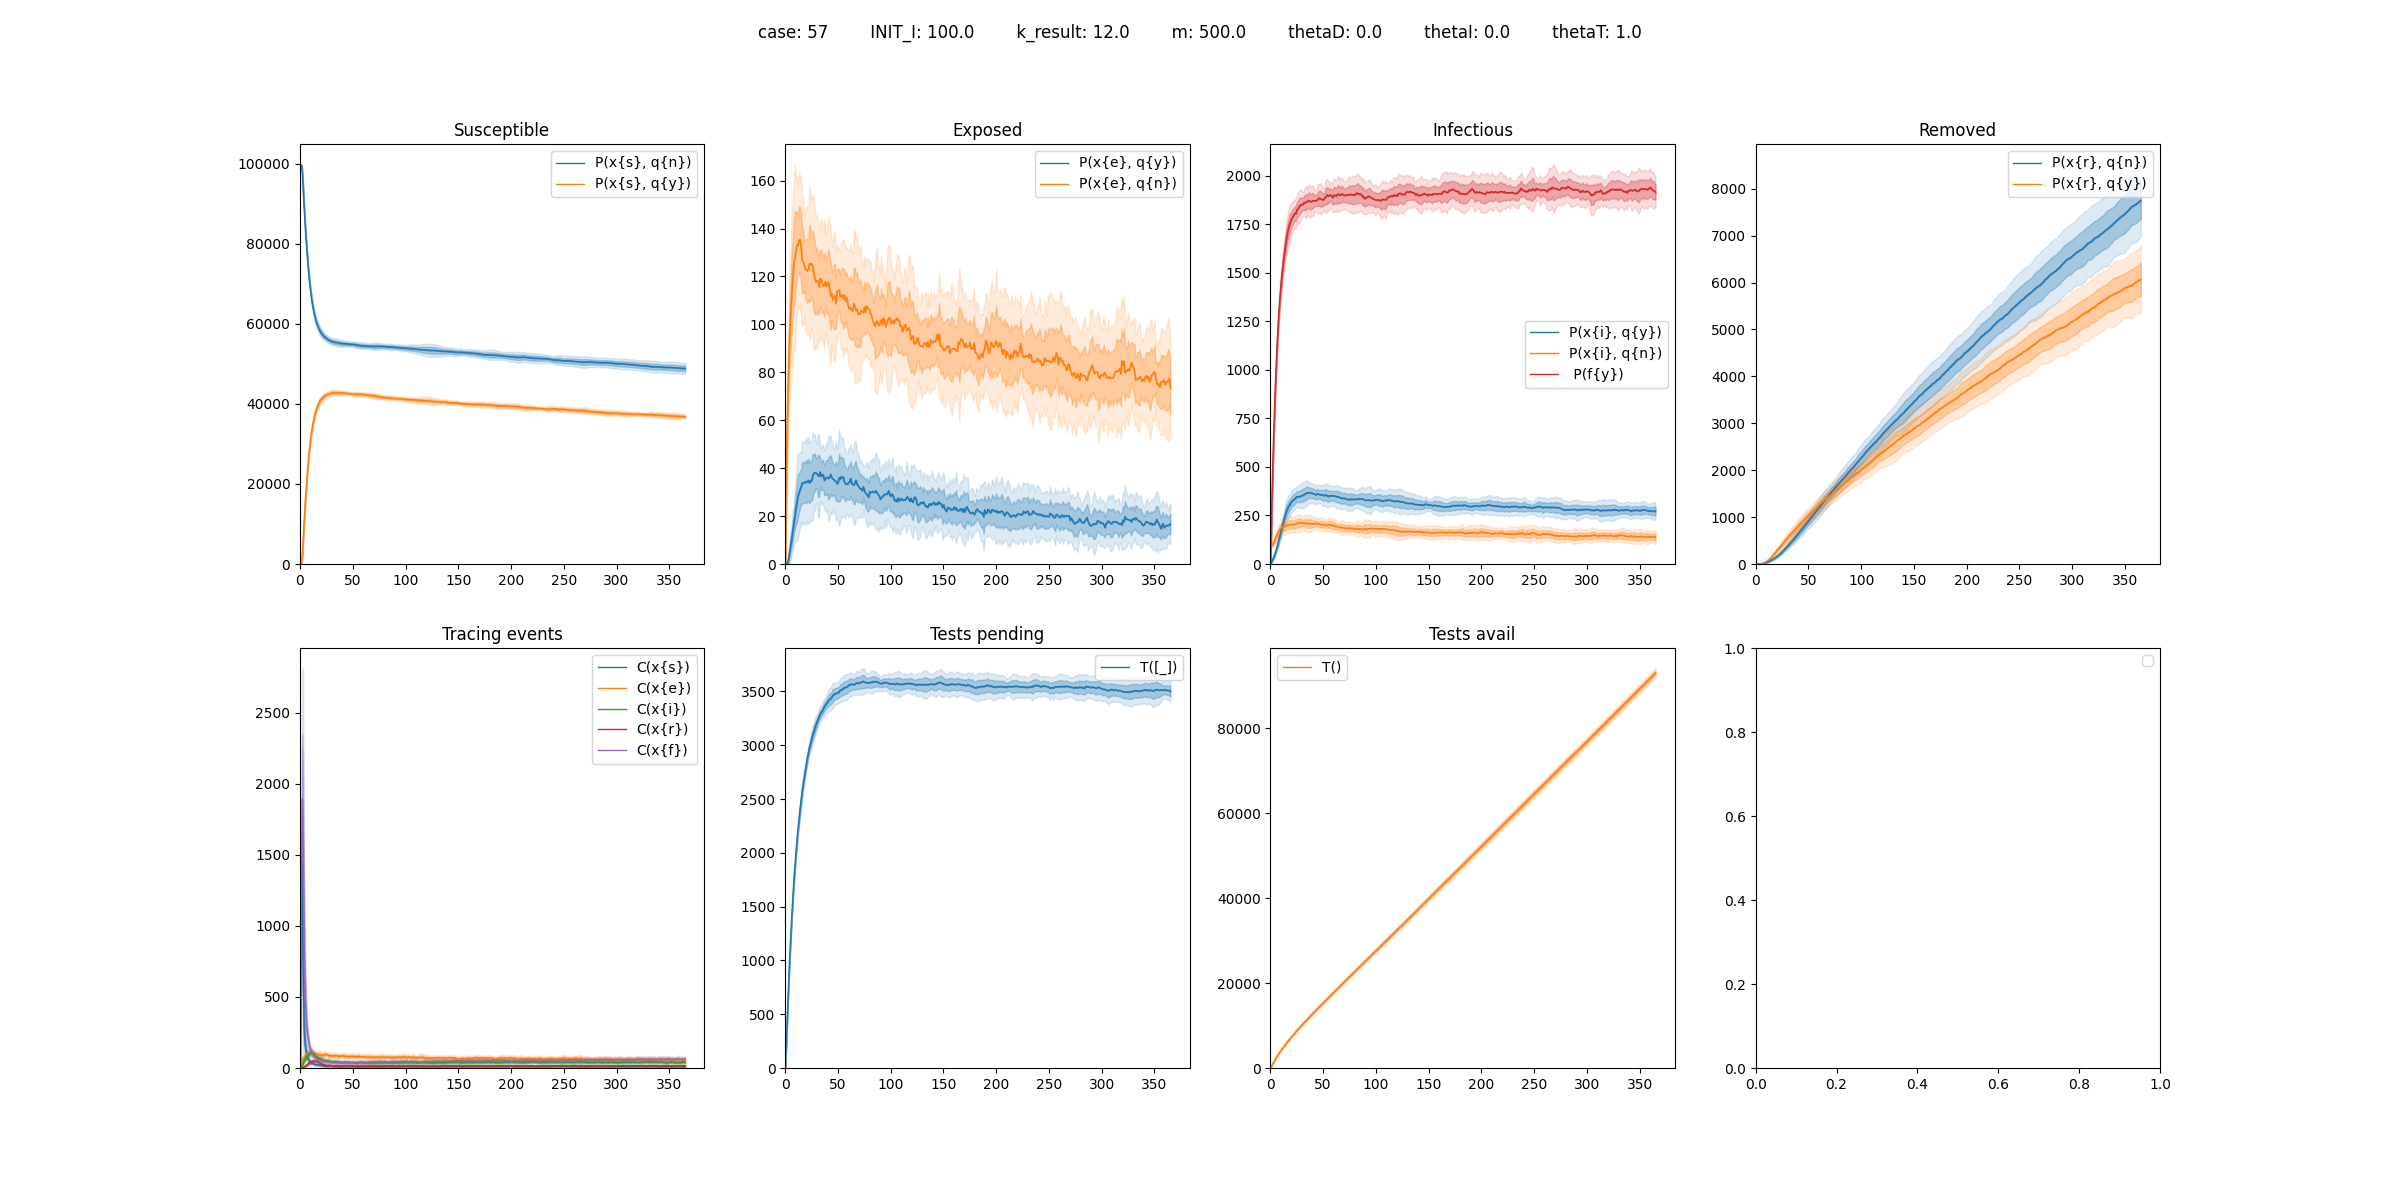 case: 57 INIT_I: 100.0 k_result: 12.0 m: 500.0 thetaD: 0.0 thetaI: 0.0 thetaT: 1.0
Susceptible
100000
80000
60000
40000
20000
0
0 50 100 150 200 250 300 350
P(x{s}, q{n})
P(x{s}, q{y})
Exposed
160
140
120
100
80
60
40
20
0
0 50 100 150 200 250 300 350
P(x{e}, q{y})
P(x{e}, q{n})
Infectious
2000
1750
1500
1250
1000
750
500
250
0
0 50 100 150 200 250 300 350
P(x{i}, q{y})
P(x{i}, q{n})
P(f{y})
Removed
8000
7000
6000
5000
4000
3000
2000
1000
0
0 50 100 150 200 250 300 350
P(x{r}, q{n})
P(x{r}, q{y})
Tracing events
2500
2000
1500
1000
500
0
0 50 100 150 200 250 300 350
C(x{s})
C(x{e})
C(x{i})
C(x{r})
C(x{f})
Tests pending
3500
3000
2500
2000
1500
1000
500
0
0 50 100 150 200 250 300 350
T([_])
Tests avail
80000
60000
40000
20000
0
0 50 100 150 200 250 300 350
T()
1.0
0.8
0.6
0.4
0.2
0.0
0.0 0.2 0.4 0.6 0.8 1.0